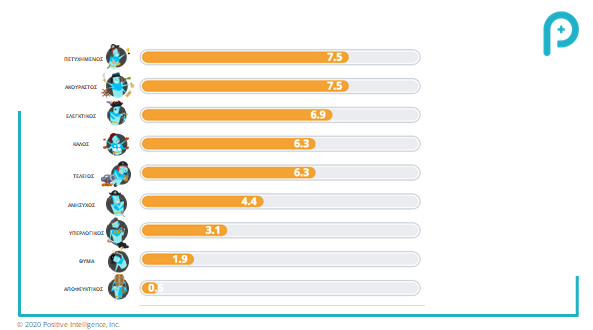 ΠΕΤΥΧΗΜΕΝΟΣ 7.5
ΑΚΟΥΡΑΣΤΟΣ 7.5
ΕΛΕΓΚΤΙΚΟΣ 6.9
ΚΑΛΟΣ 6.3
ΤΕΛΕΙΟΣ 6.3
ΑΝΗΣΥΧΟΣ 4.4
ΥΠΕΡΛΟΓΙΚΟΣ 3.1
ΘΥΜΑ 1.9
ΑΠΟΦΕΥΚΤΙΚΟΣ
© 2020 Positive Intelligence, Inc.